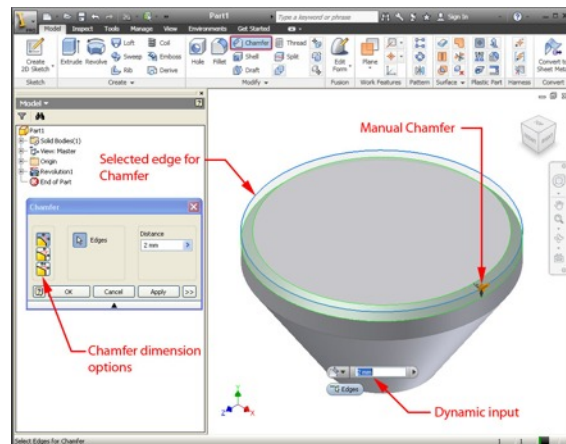 Part1
Type a keyword or phrase
Sign In
Model Inspect Tools Manage View Environments Get Started
Create
2D Sketch
Extrude
Revolve
Loft
Sweep
Rib
Coil
Emboss
Derive
Hole
Fillet
Chamfer
Shell
Draft
Thread
Split
Edit
Form
Plane
Convert to
Sheet Metal
Sketch
Create
Modify
Fusion
Work Features
Pattern
Surface
Plastic Part
Harness
Convert
Model
Part1
Solid Bodies(1)
View: Master
Origin
Revolution1
End of Part
Manual Chamfer
Selected edge for
Chamfer
Chamfer
Edges
Distance
2 mm
OK
Cancel
Apply
>>
Chamfer dimension
options
2 mm
Edges
Dynamic input
Select Edges for Chamfer